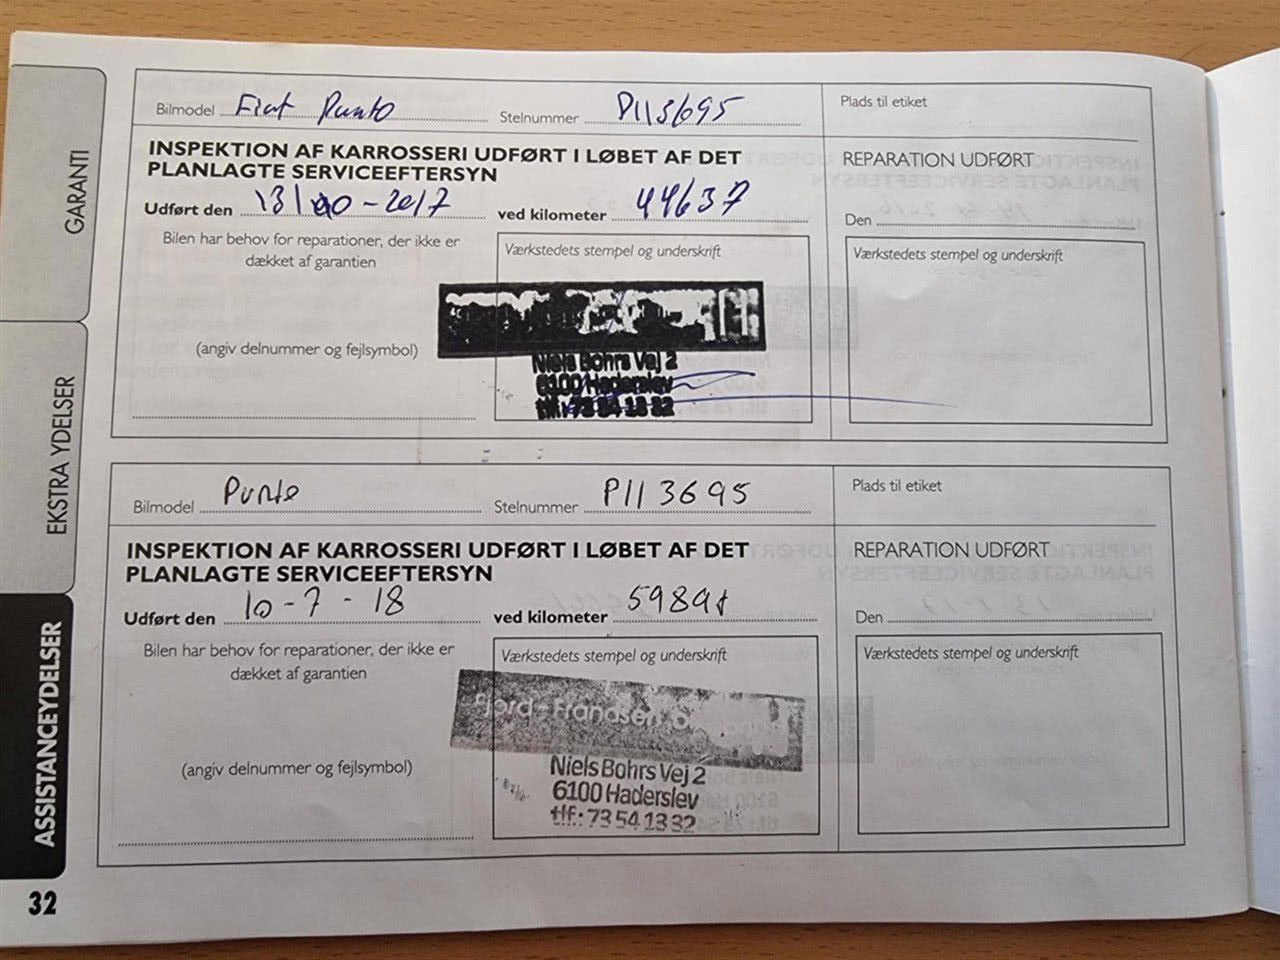 GARANTI
EKSTRA YDELSER
ASSISTANCEYDELSER
Bilmodel Fiat Punto
Stelnummer P113695
Plads til etiket
INSPEKTION AF KARROSSERI UDFØRT I LØBET AF DET
PLANLAGTE SERVICEEFTERSYN
REPARATION UDFØRT
Udført den 13/ -2017
ved kilometer 44637
Den
Bilen har behov for reparationer, der ikke er
dækket af garantien
Værkstedets stempel og underskrift
Værkstedets stempel og underskrift
(angiv delnummer og fejlsymbol)
Niels Bohrs Vej 2
6100 Haderslev
tlf.: 73 54 13 32
Bilmodel Punto
Stelnummer P113695
Plads til etiket
INSPEKTION AF KARROSSERI UDFØRT I LØBET AF DET
PLANLAGTE SERVICEEFTERSYN
REPARATION UDFØRT
Udført den 10-7-18
ved kilometer
Den
Bilen har behov for reparationer, der ikke er
dækket af garantien
Værkstedets stempel og underskrift
Værkstedets stempel og underskrift
(angiv delnummer og fejlsymbol)
Fjord-Frandsen
Niels Bohrs Vej 2
6100 Haderslev
tlf.: 73 54 13 32
32